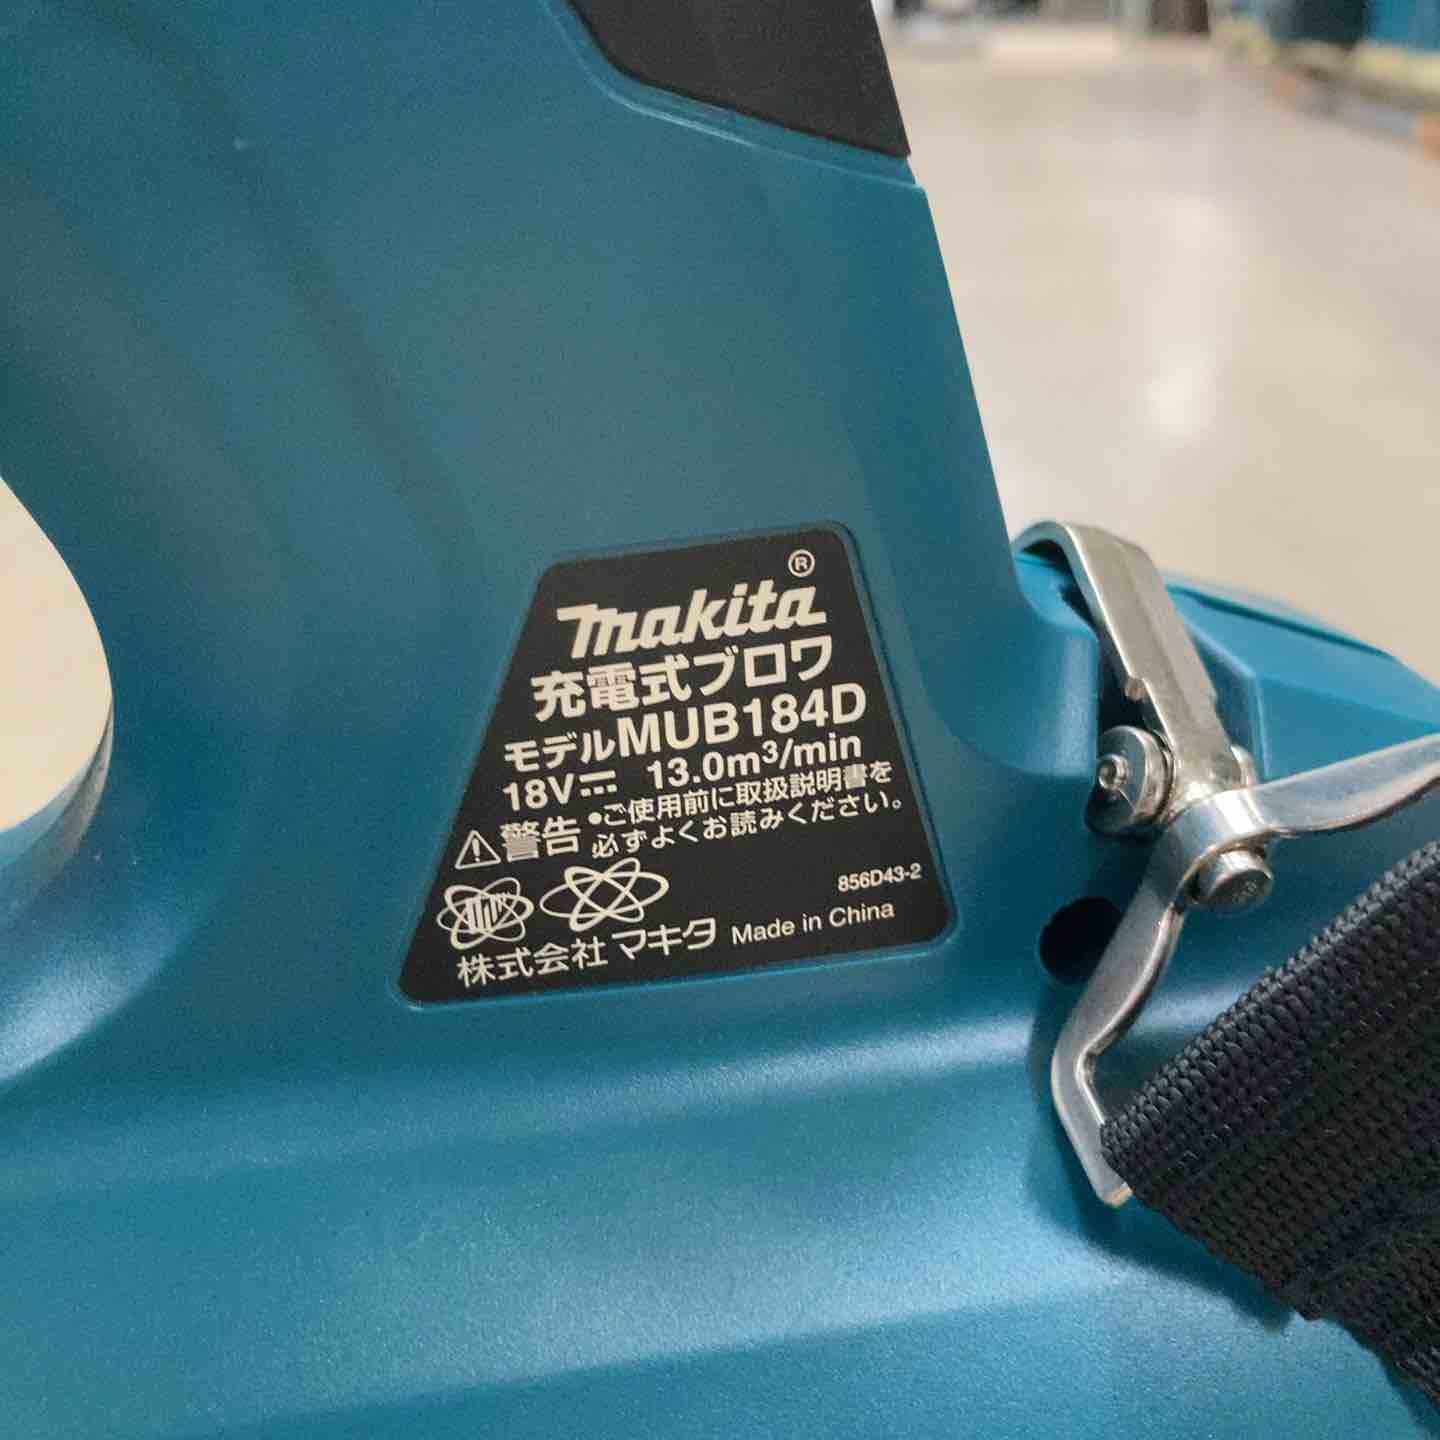 makita®
充電式ブロワ
モデルMUB184D
18V⎓ 13.0m³/min
⚠警告 •ご使用前に取扱説明書を
必ずよくお読みください。
856D43-2
株式会社 マキタ Made in China